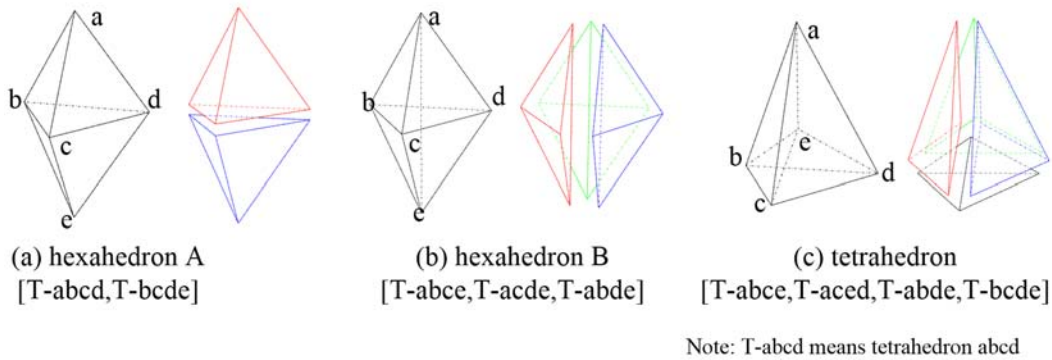 a
b
d
c
e
a
b
d
c
e
a
e
b
d
c
(a) hexahedron A
[T-abcd,T-bcde]
(b) hexahedron B
[T-abce,T-acde,T-abde]
(c) tetrahedron
[T-abce,T-aced,T-abde,T-bcde]
Note: T-abcd means tetrahedron abcd